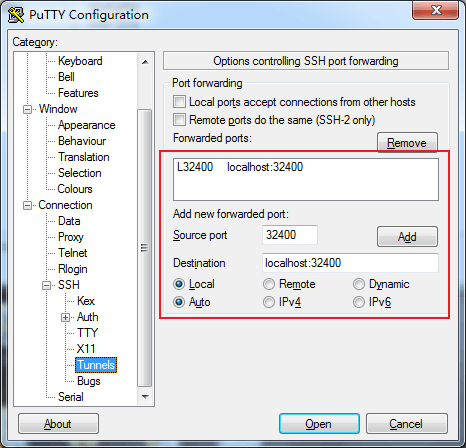 PuTTY Configuration
Category:
Keyboard
Bell
Features
Window
Appearance
Behaviour
Translation
Selection
Colours
Connection
Data
Proxy
Telnet
Rlogin
SSH
Kex
Auth
TTY
X11
Tunnels
Bugs
Serial
Options controlling SSH port forwarding
Port forwarding
Local ports accept connections from other hosts
Remote ports do the same (SSH-2 only)
Forwarded ports:
Remove
L32400 localhost:32400
Add new forwarded port:
Source port 32400 Add
Destination localhost:32400
Local Remote Dynamic
Auto IPv4 IPv6
About Open Cancel